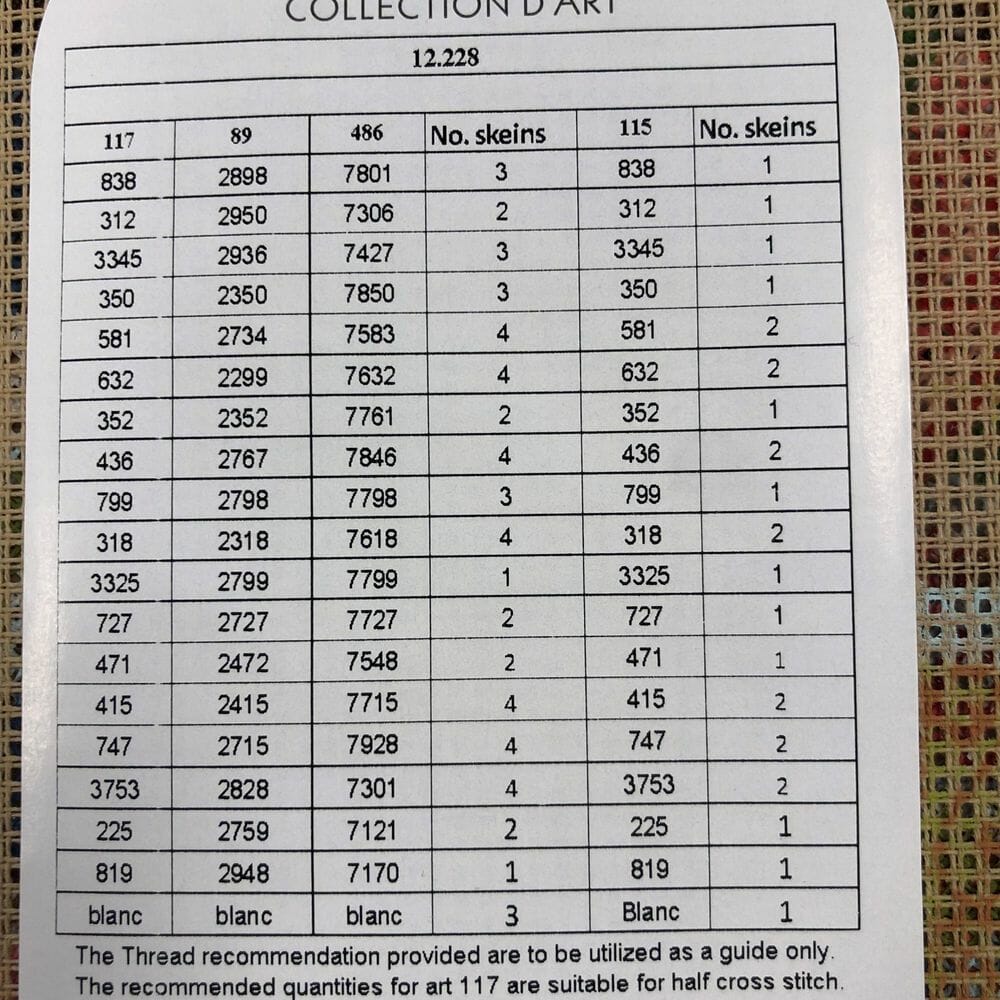 COLLECTION D'ART
12.228
117 89 486 No. skeins 115 No. skeins
838 2898 7801 3 838 1
312 2950 7306 2 312 1
3345 2936 7427 3 3345 1
350 2350 7850 3 350 1
581 2734 7583 4 581 2
632 2299 7632 4 632 2
352 2352 7761 2 352 1
436 2767 7846 4 436 2
799 2798 7798 3 799 1
318 2318 7618 4 318 2
3325 2799 7799 1 3325 1
727 2727 7727 2 727 1
471 2472 7548 2 471 1
415 2415 7715 4 415 2
747 2715 7928 4 747 2
3753 2828 7301 4 3753 2
225 2759 7121 2 225 1
819 2948 7170 1 819 1
blanc blanc blanc 3 Blanc 1
The Thread recommendation provided are to be utilized as a guide only.
The recommended quantities for art 117 are suitable for half cross stitch.